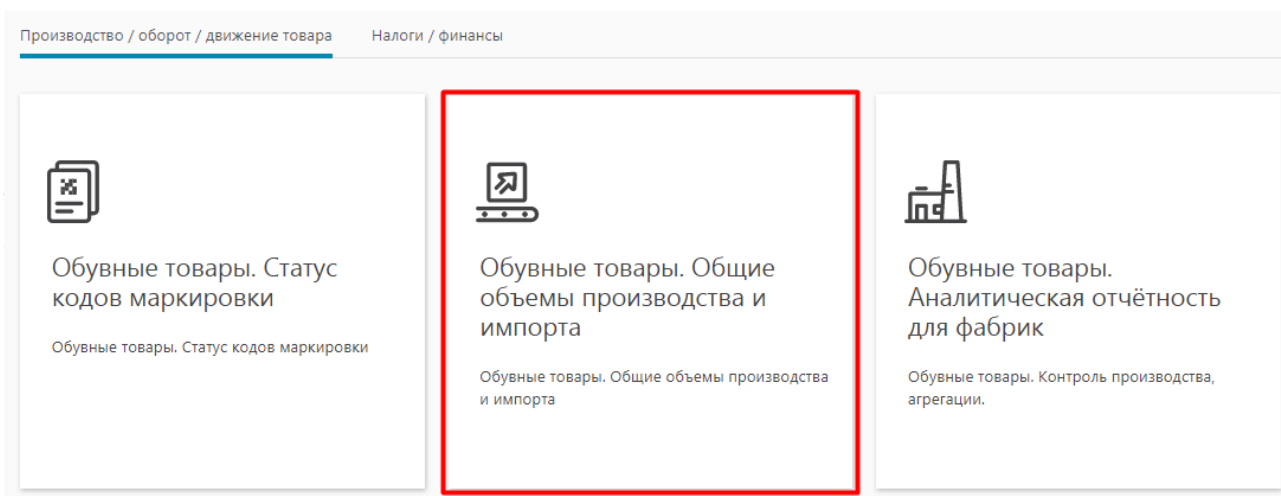 Производство / оборот / движение товара
Налоги / финансы
Обувные товары. Статус
кодов маркировки
Обувные товары. Статус кодов маркировки
Обувные товары. Общие
объемы производства и
импорта
Обувные товары. Общие объемы производства
и импорта
Обувные товары.
Аналитическая отчётность
для фабрик
Обувные товары. Контроль производства,
агрегации.